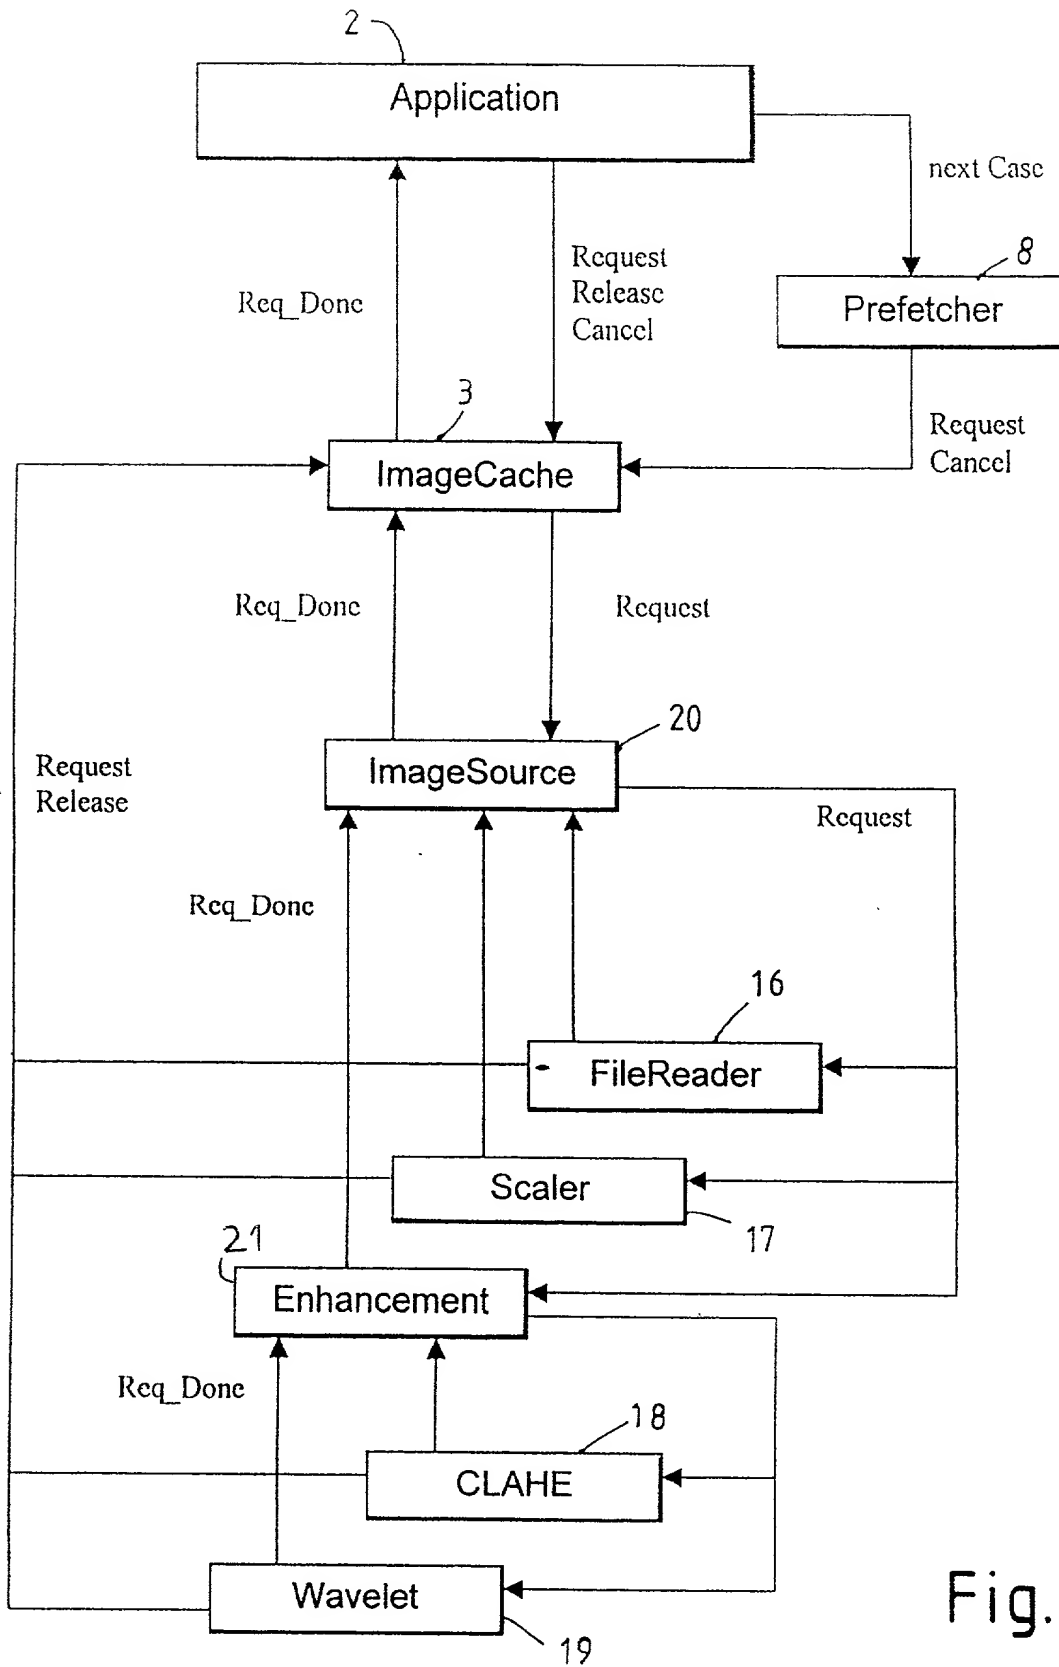 2
Application
next Case
8
Prefetcher
Request
Release
Cancel
Req_Done
3
ImageCache
Request
Cancel
Req_Done
Request
20
ImageSource
Request
Release
Request
Req_Done
16
FileReader
Scaler
17
21
Enhancement
Req_Done
18
CLAHE
Wavelet
19
Fig.